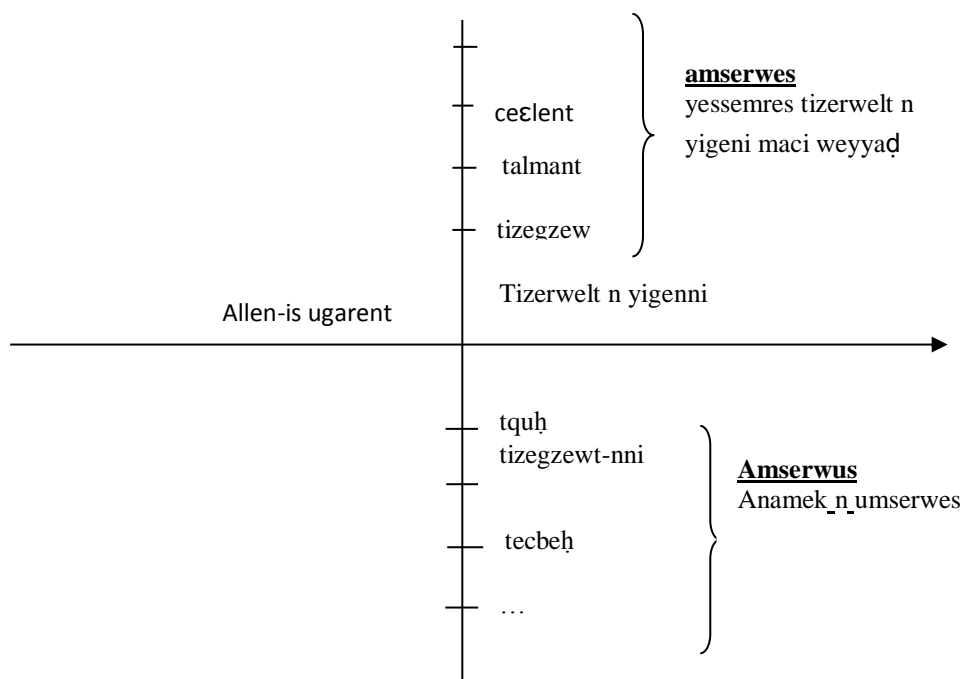 ceɛlent
talmant
tizegzew
amserwes
yessemres tizerwelt n
yigeni maci weyyaḍ
Tizerwelt n yigenni
Allen-is ugarent
tquḥ
tizegzewt-nni
tecbeḥ
…
Amserwus
Anamek n umserwes